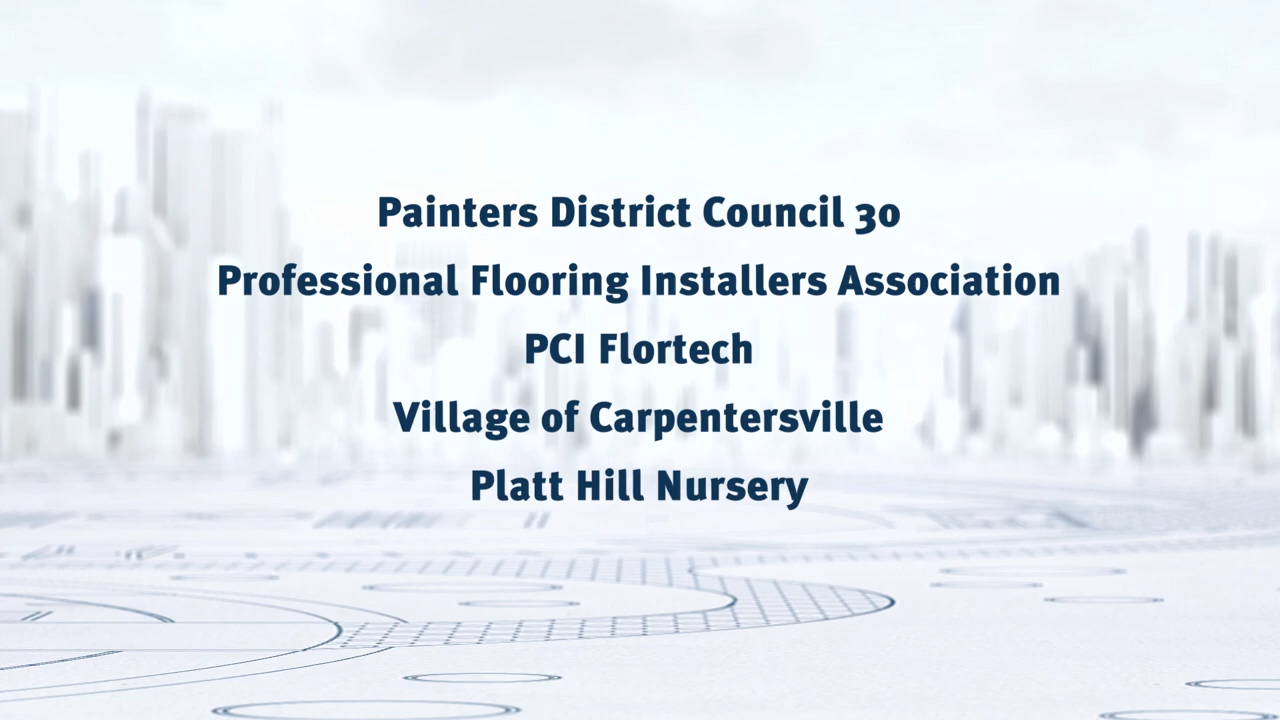 Painters District Council 30
Professional Flooring Installers Association
PCI Flortech
Village of Carpentersville
Platt Hill Nursery